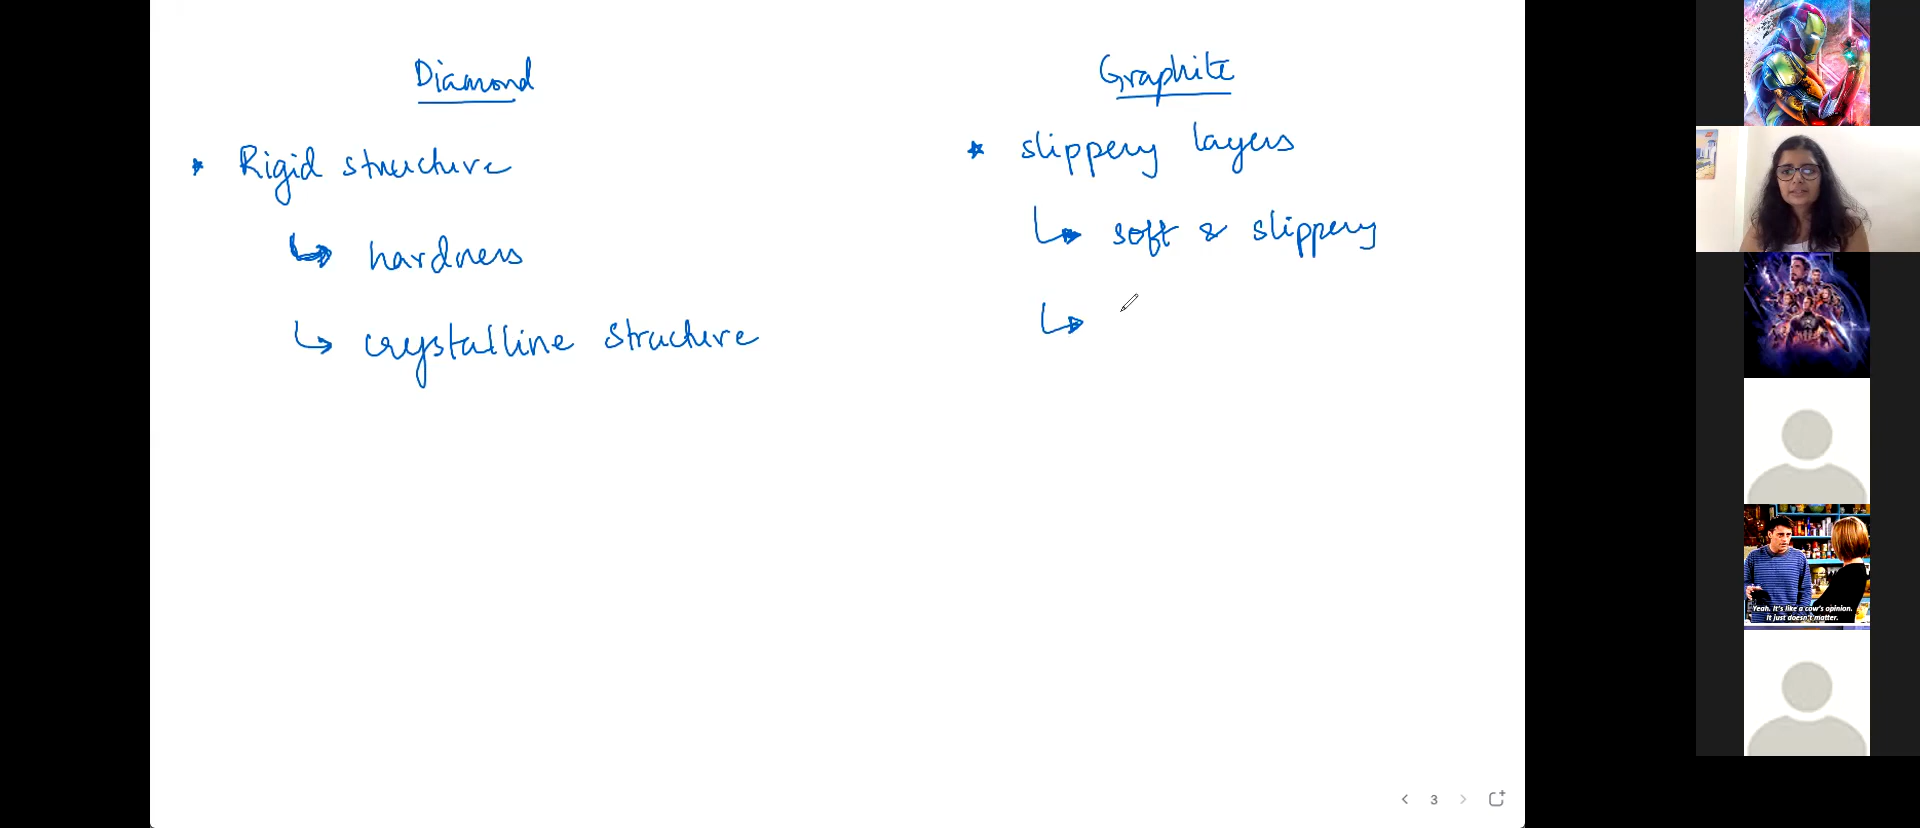 Diamond
* Rigid structure
↳ hardness
↳ crystalline structure
Graphite
* slippery layers
↳ soft & slippery
↳
Yeah. It's like a cow's opinion.
It just doesn't matter.
< 3 >